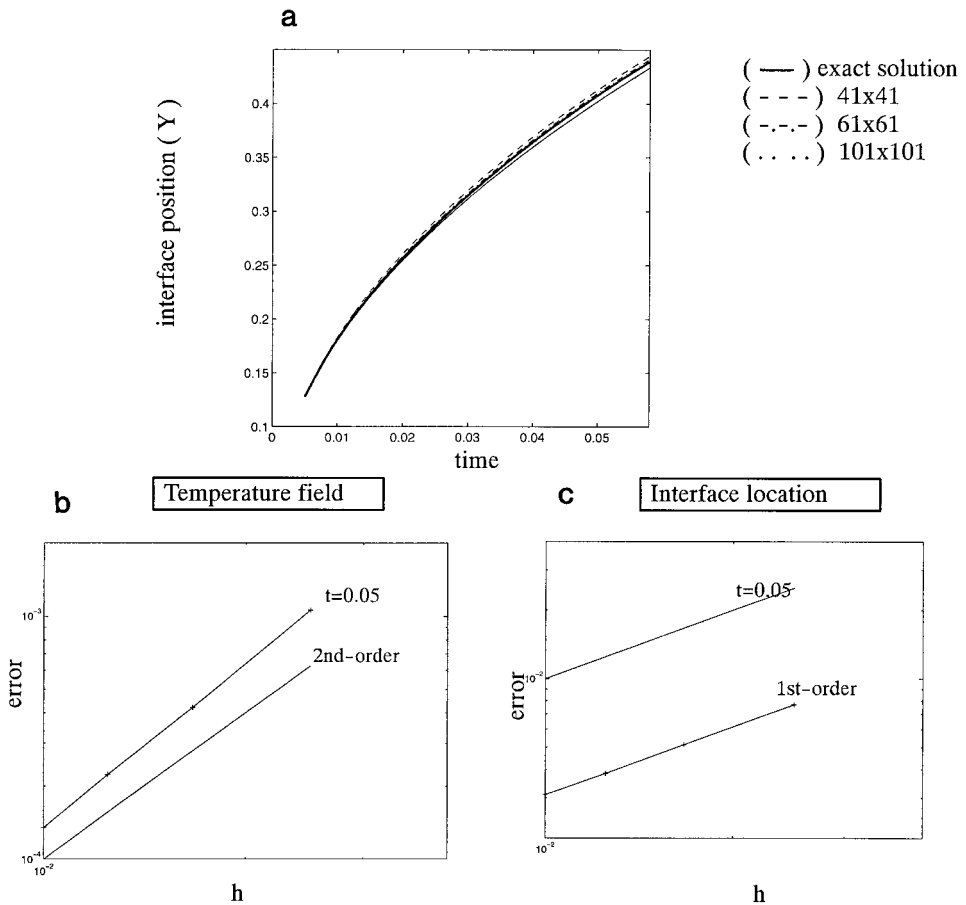 a
interface position ( Y )
0.4
0.35
0.3
0.25
0.2
0.15
0.1
0
0.01
0.02
0.03
0.04
0.05
time
( — ) exact solution
( - - - ) 41x41
( -.-.- ) 61x61
( . . . . ) 101x101
b
Temperature field
error
10⁻³
10⁻⁴
10⁻²
t=0.05
2nd-order
h
c
Interface location
error
10⁻²
10⁻²
t=0.05
1st-order
h